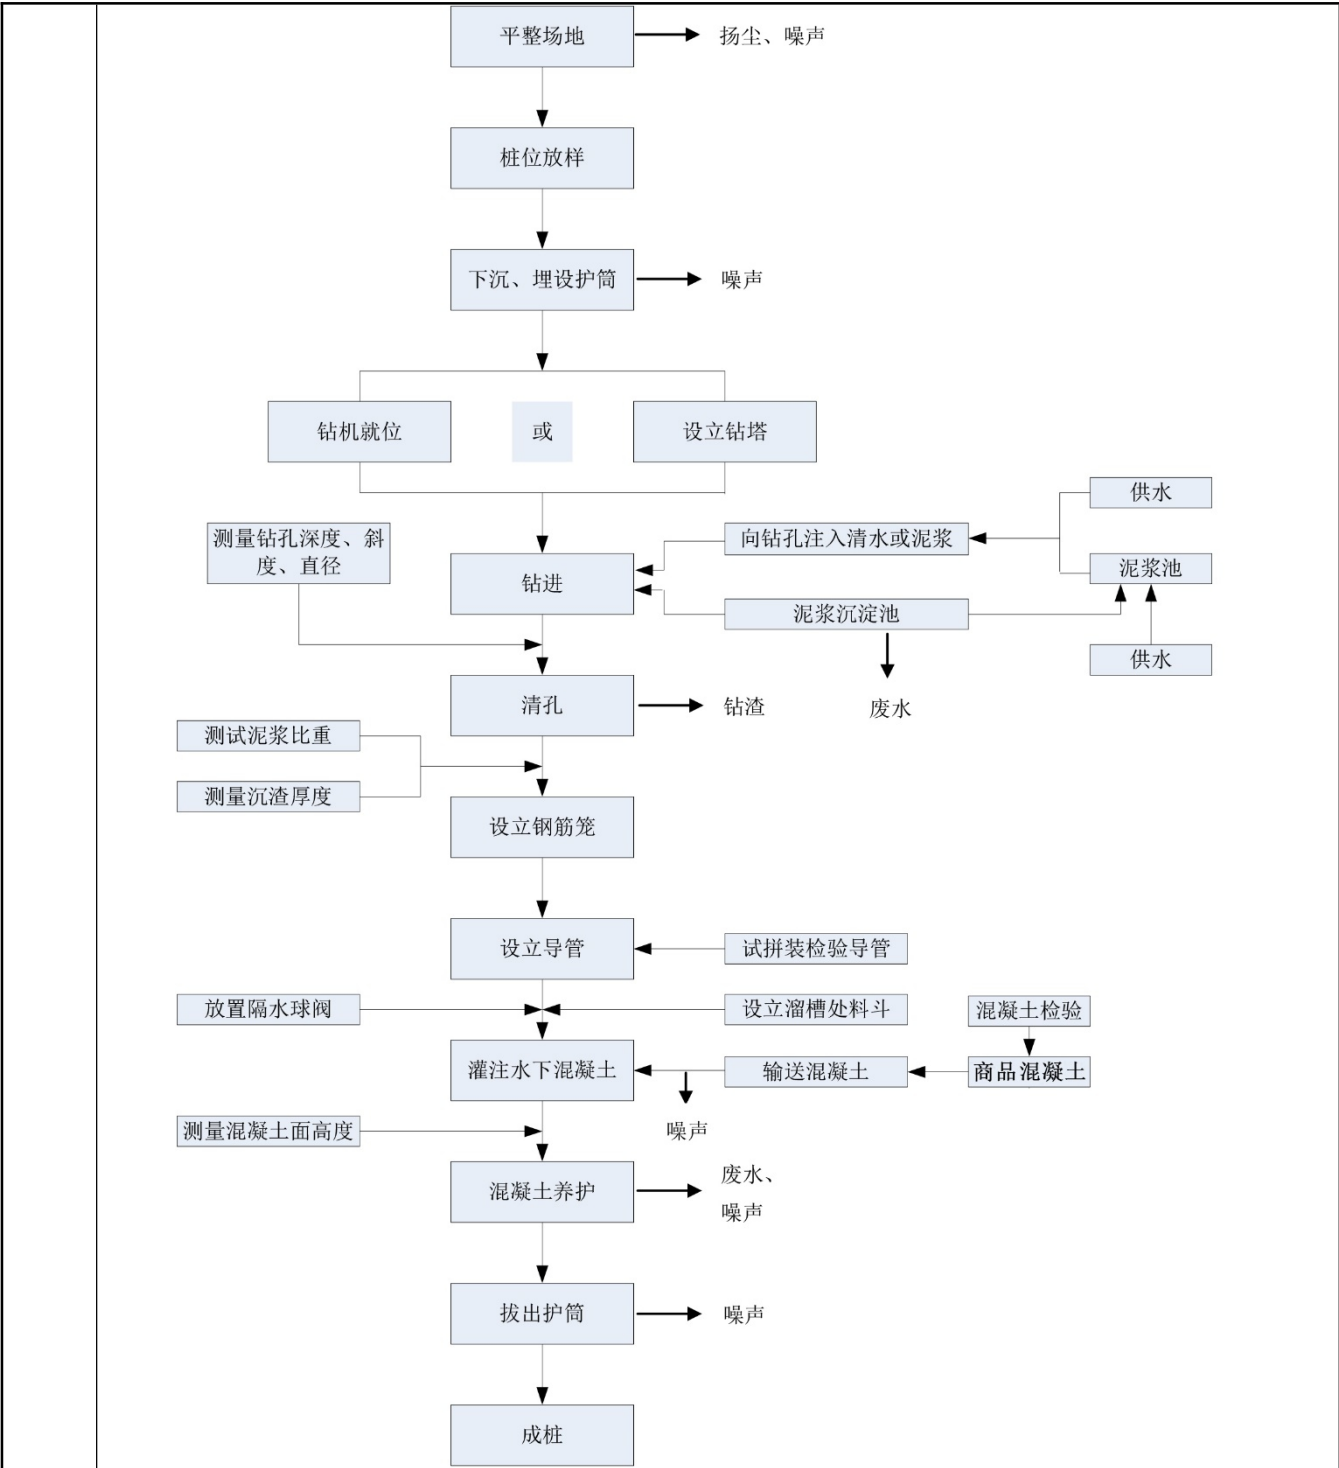 平整场地
扬尘、噪声
桩位放样
下沉、埋设护筒
噪声
钻机就位
或
设立钻塔
供水
测量钻孔深度、斜
度、直径
向钻孔注入清水或泥浆
钻进
泥浆池
泥浆沉淀池
供水
清孔
钻渣
废水
测试泥浆比重
测量沉渣厚度
设立钢筋笼
设立导管
试拼装检验导管
放置隔水球阀
设立溜槽处料斗
混凝土检验
灌注水下混凝土
输送混凝土
商品混凝土
噪声
测量混凝土面高度
混凝土养护
废水、
噪声
拔出护筒
噪声
成桩